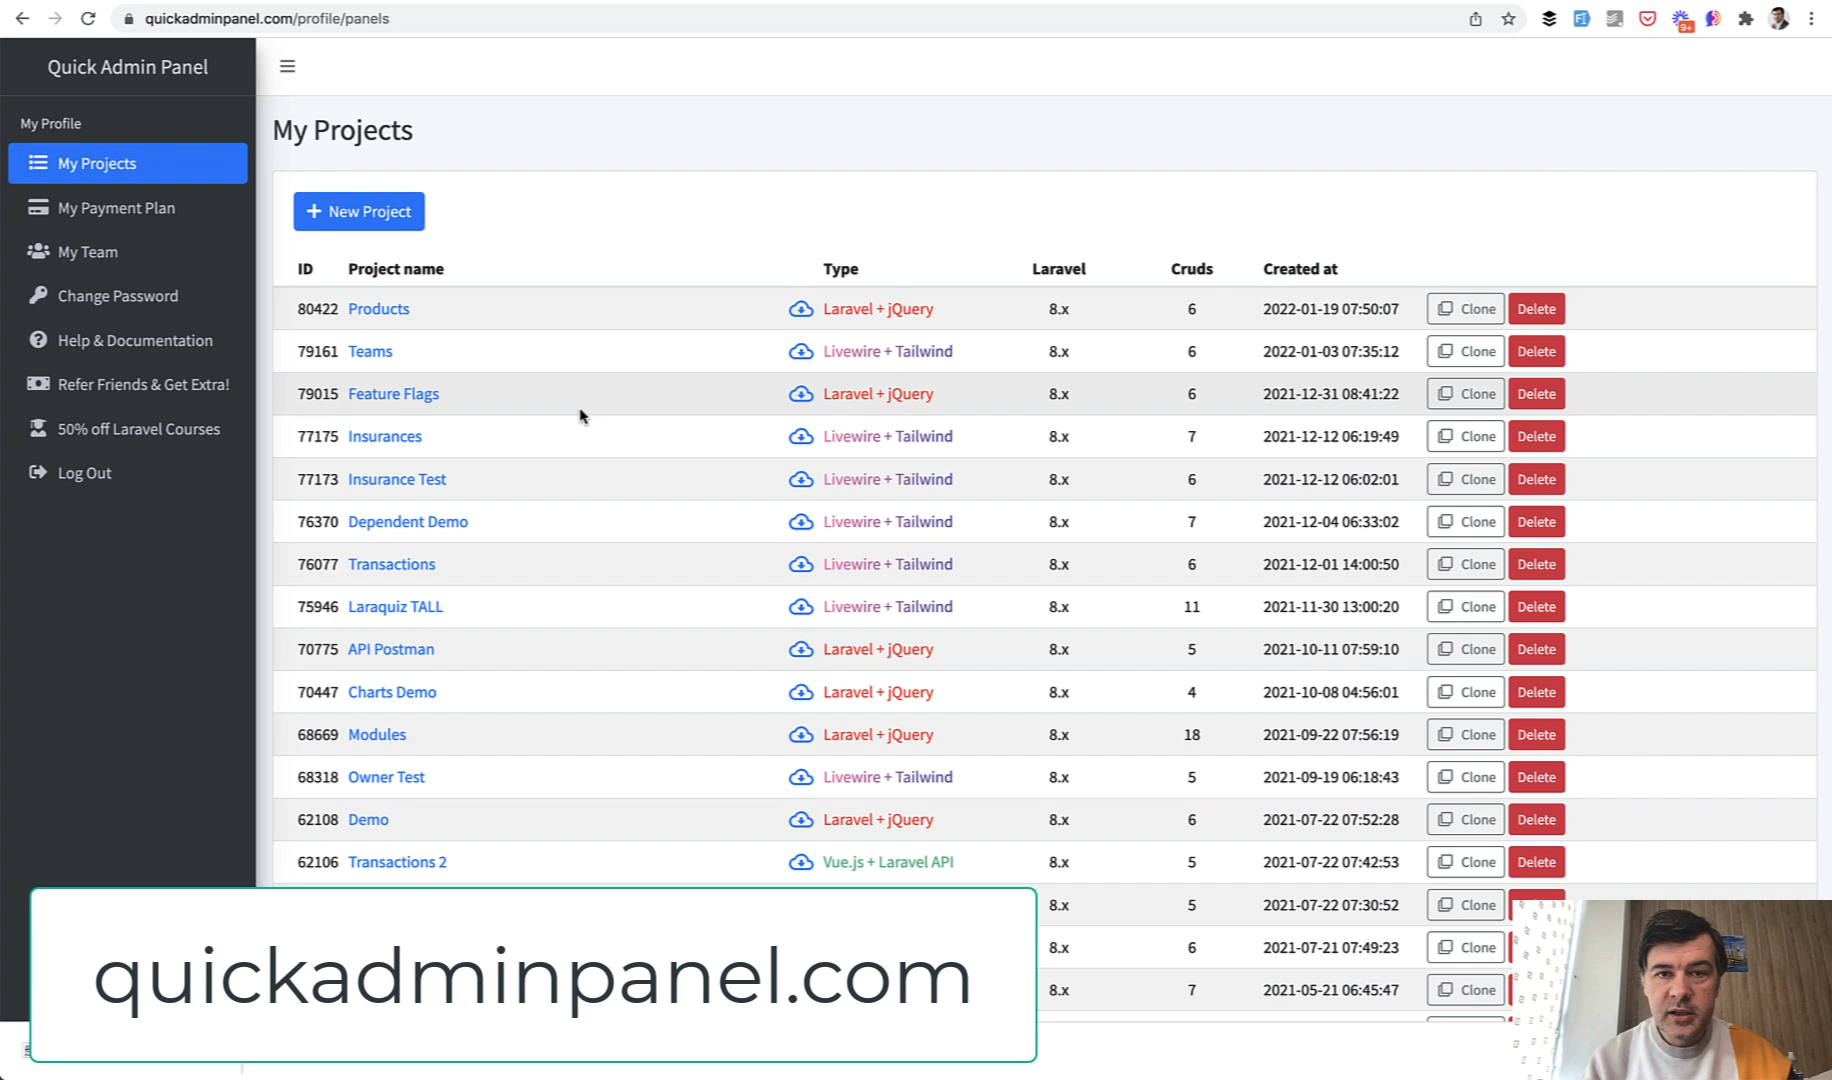 quickadminpanel.com/profile/panels
9+
Quick Admin Panel
My Profile
My Projects
My Payment Plan
My Team
Change Password
Help & Documentation
Refer Friends & Get Extra!
50% off Laravel Courses
Log Out
My Projects
+ New Project
ID Project name Type Laravel Cruds Created at
80422 Products Laravel + jQuery 8.x 6 2022-01-19 07:50:07 Clone Delete
79161 Teams Livewire + Tailwind 8.x 6 2022-01-03 07:35:12 Clone Delete
79015 Feature Flags Laravel + jQuery 8.x 6 2021-12-31 08:41:22 Clone Delete
77175 Insurances Livewire + Tailwind 8.x 7 2021-12-12 06:19:49 Clone Delete
77173 Insurance Test Livewire + Tailwind 8.x 6 2021-12-12 06:02:01 Clone Delete
76370 Dependent Demo Livewire + Tailwind 8.x 7 2021-12-04 06:33:02 Clone Delete
76077 Transactions Livewire + Tailwind 8.x 6 2021-12-01 14:00:50 Clone Delete
75946 Laraquiz TALL Livewire + Tailwind 8.x 11 2021-11-30 13:00:20 Clone Delete
70775 API Postman Laravel + jQuery 8.x 5 2021-10-11 07:59:10 Clone Delete
70447 Charts Demo Laravel + jQuery 8.x 4 2021-10-08 04:56:01 Clone Delete
68669 Modules Laravel + jQuery 8.x 18 2021-09-22 07:56:19 Clone Delete
68318 Owner Test Livewire + Tailwind 8.x 5 2021-09-19 06:18:43 Clone Delete
62108 Demo Laravel + jQuery 8.x 6 2021-07-22 07:52:28 Clone Delete
62106 Transactions 2 Vue.js + Laravel API 8.x 5 2021-07-22 07:42:53 Clone Delete
8.x 5 2021-07-22 07:30:52 Clone
8.x 6 2021-07-21 07:49:23 Clone
8.x 7 2021-05-21 06:45:47 Clone
quickadminpanel.com